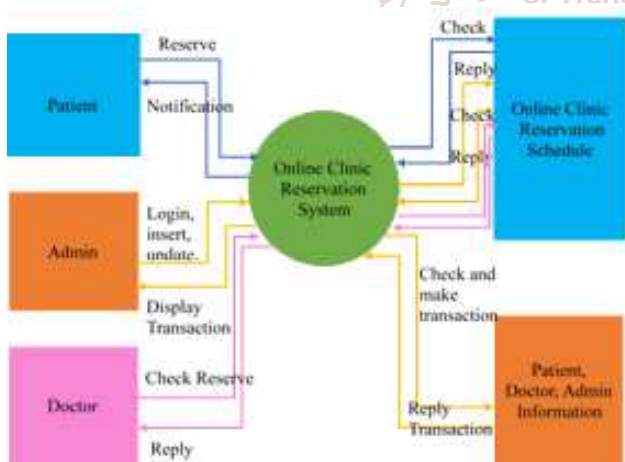 Reserve
Check
Patient
Notification
Reply
Check
Reply
Online Clinic
Reservation
Schedule
Online Clinic
Reservation
System
Admin
Login,
insert,
undate.
Display
Transaction
Check and
make
transaction
Doctor
Check Reserve
Reply
Reply
Transaction
Patient,
Doctor, Admin
Information